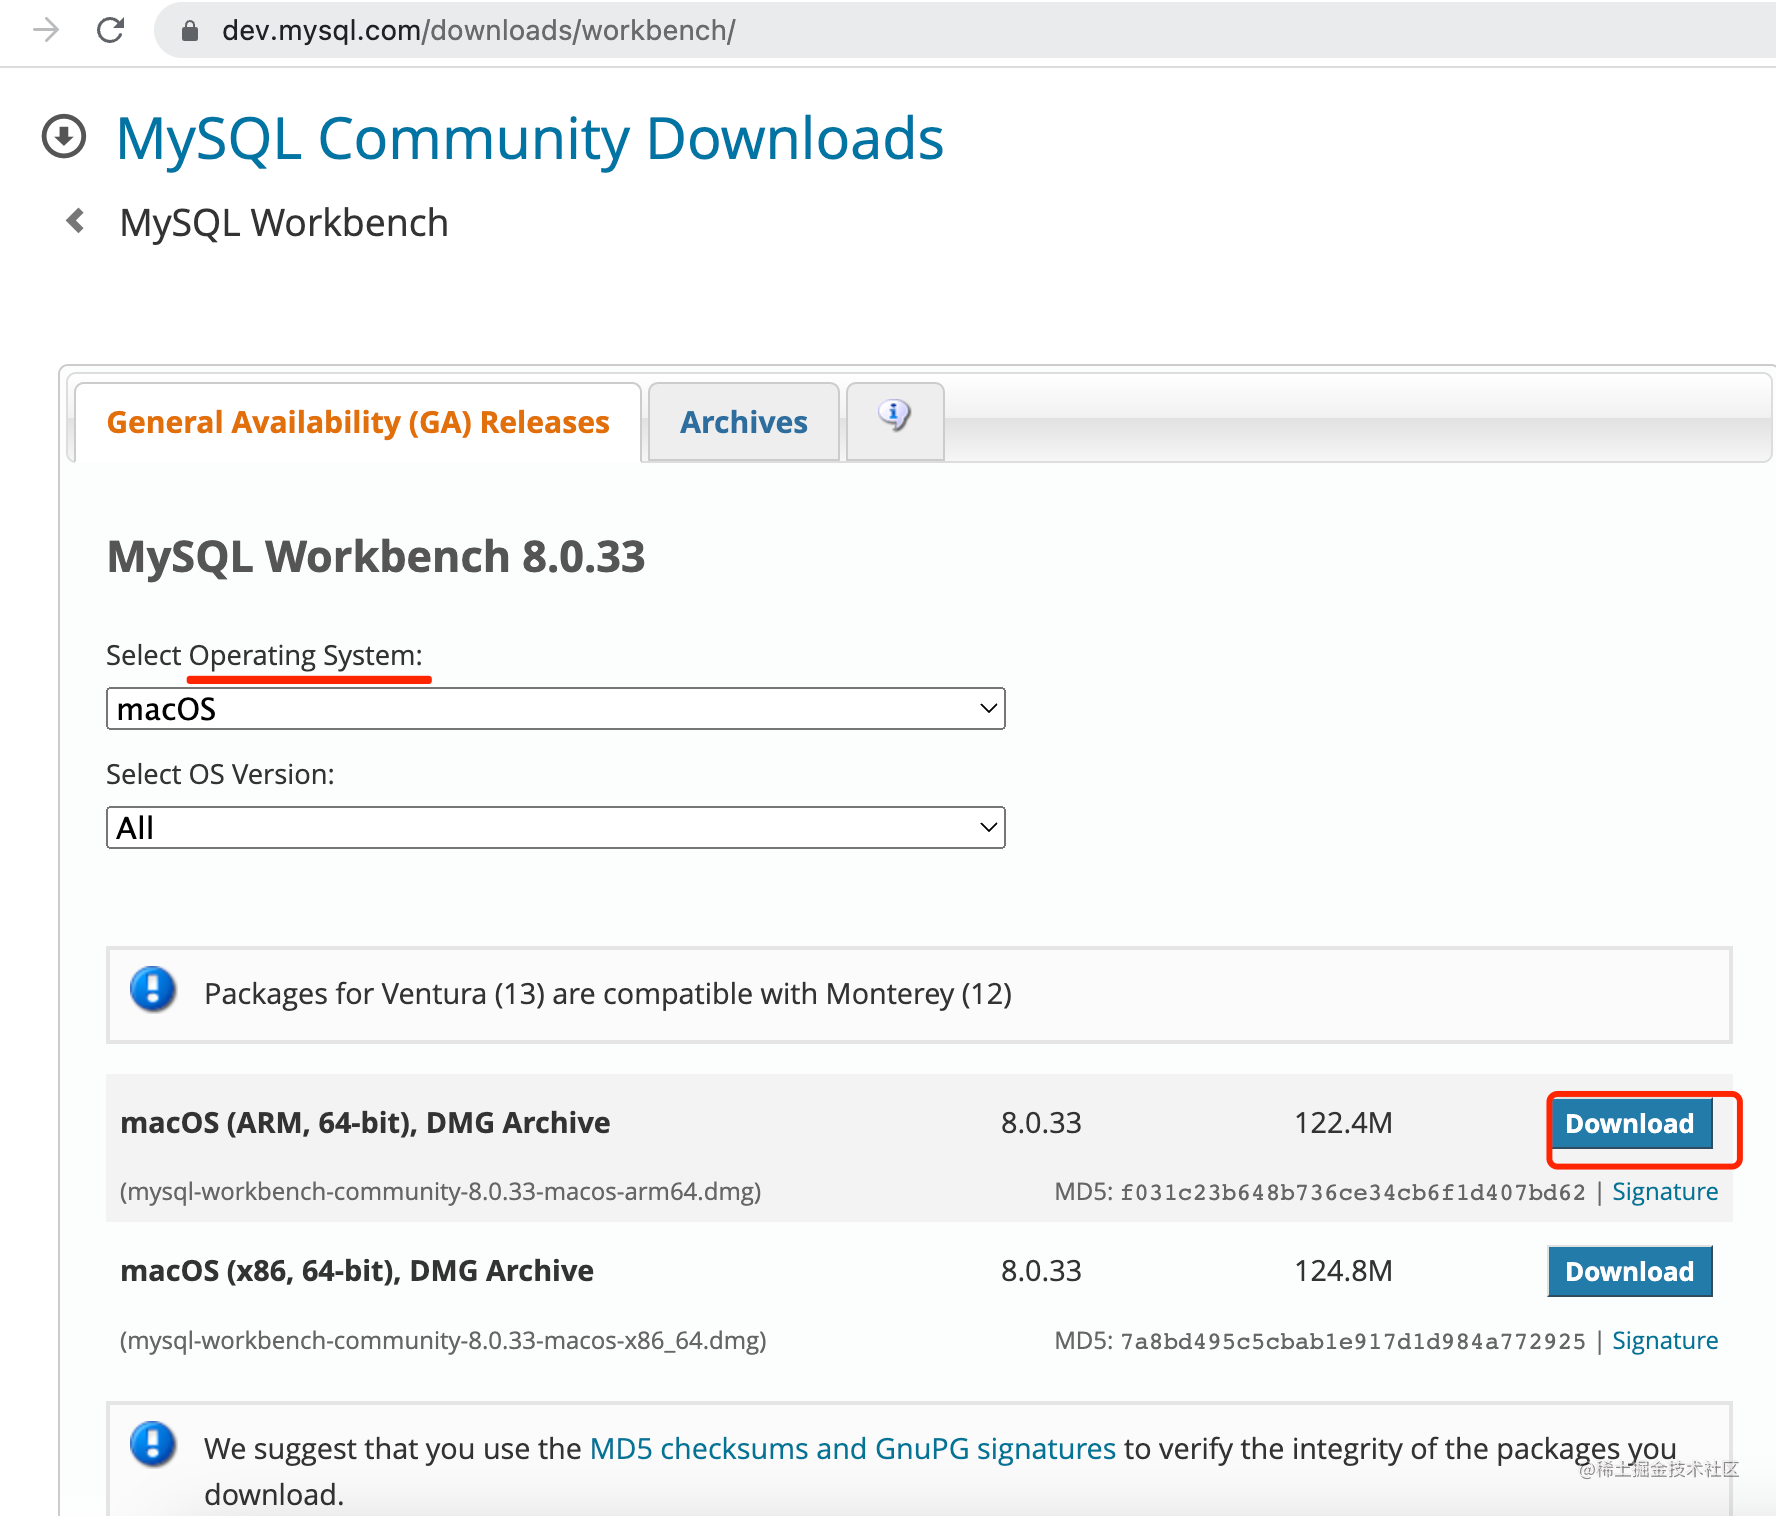 dev.mysql.com/downloads/workbench/
MySQL Community Downloads
MySQL Workbench
General Availability (GA) Releases Archives
MySQL Workbench 8.0.33
Select Operating System:
macOS
Select OS Version:
All
Packages for Ventura (13) are compatible with Monterey (12)
macOS (ARM, 64-bit), DMG Archive 8.0.33 122.4M Download
(mysql-workbench-community-8.0.33-macos-arm64.dmg) MD5: f031c23b648b736ce34cb6f1d407bd62 | Signature
macOS (x86, 64-bit), DMG Archive 8.0.33 124.8M Download
(mysql-workbench-community-8.0.33-macos-x86_64.dmg) MD5: 7a8bd495c5cbab1e917d1d984a772925 | Signature
We suggest that you use the MD5 checksums and GnuPG signatures to verify the integrity of the packages you
download.
@稀土掘金技术社区